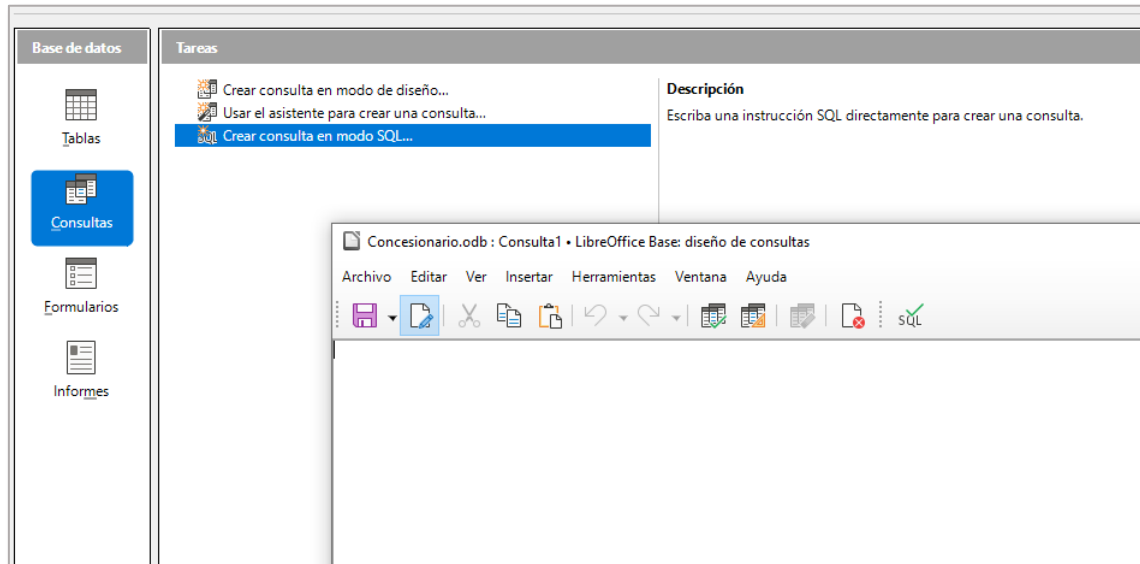 Base de datos
Tareas
Tablas
Consultas
Formularios
Informes
Crear consulta en modo de diseño...
Usar el asistente para crear una consulta...
Crear consulta en modo SQL...
Descripción
Escriba una instrucción SQL directamente para crear una consulta.
Concesionario.odb : Consulta1 • LibreOffice Base: diseño de consultas
Archivo Editar Ver Insertar Herramientas Ventana Ayuda
SQL